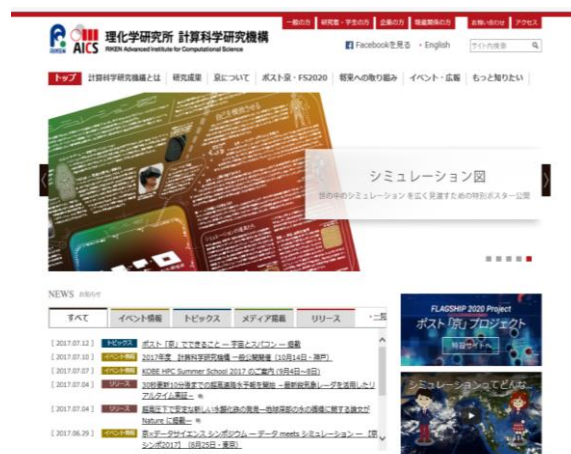 一般の方 研究者・学生の方 企業の方 報道関係の方 お問い合わせ アクセス
RIKEN AICS 理化学研究所 計算科学研究機構
RIKEN Advanced Institute for Computational Science
Facebookを見る ・English サイト内検索
トップ 計算科学研究機構とは 研究成果 京について ポスト京・FS2020 将来への取り組み イベント・広報 もっと知りたい
シミュレーション図
世の中のシミュレーションを広く見渡すための特別ポスター公開
NEWS お知らせ
すべて イベント情報 トピックス メディア掲載 リリース ・一覧
[ 2017.07.12 ] トピックス ポスト「京」でできること ― 宇宙とスパコン ― 掲載
[ 2017.07.10 ] イベント情報 2017年度 計算科学研究機構 一般公開開催（10月14日・神戸）
[ 2017.07.07 ] イベント情報 KOBE HPC Summer School 2017 のご案内 (9月4日～8日)
[ 2017.07.04 ] リリース 30秒更新10分後までの超高速降水予報を開始 －最新鋭気象レーダを活用したリ
アルタイム実証－
[ 2017.07.04 ] リリース 超高圧下で安定な新しい水酸化鉄の発見―地球深部の水の循環に関する論文が
Nature に掲載―
[ 2017.06.29 ] イベント情報 京×データサイエンス シンポジウム ― データ meets シミュレーション ― 【京
シンポ2017】（8月25日・東京）
FLAGSHIP 2020 Project
ポスト「京」プロジェクト
特設サイトへ
シミュレーションってどんな